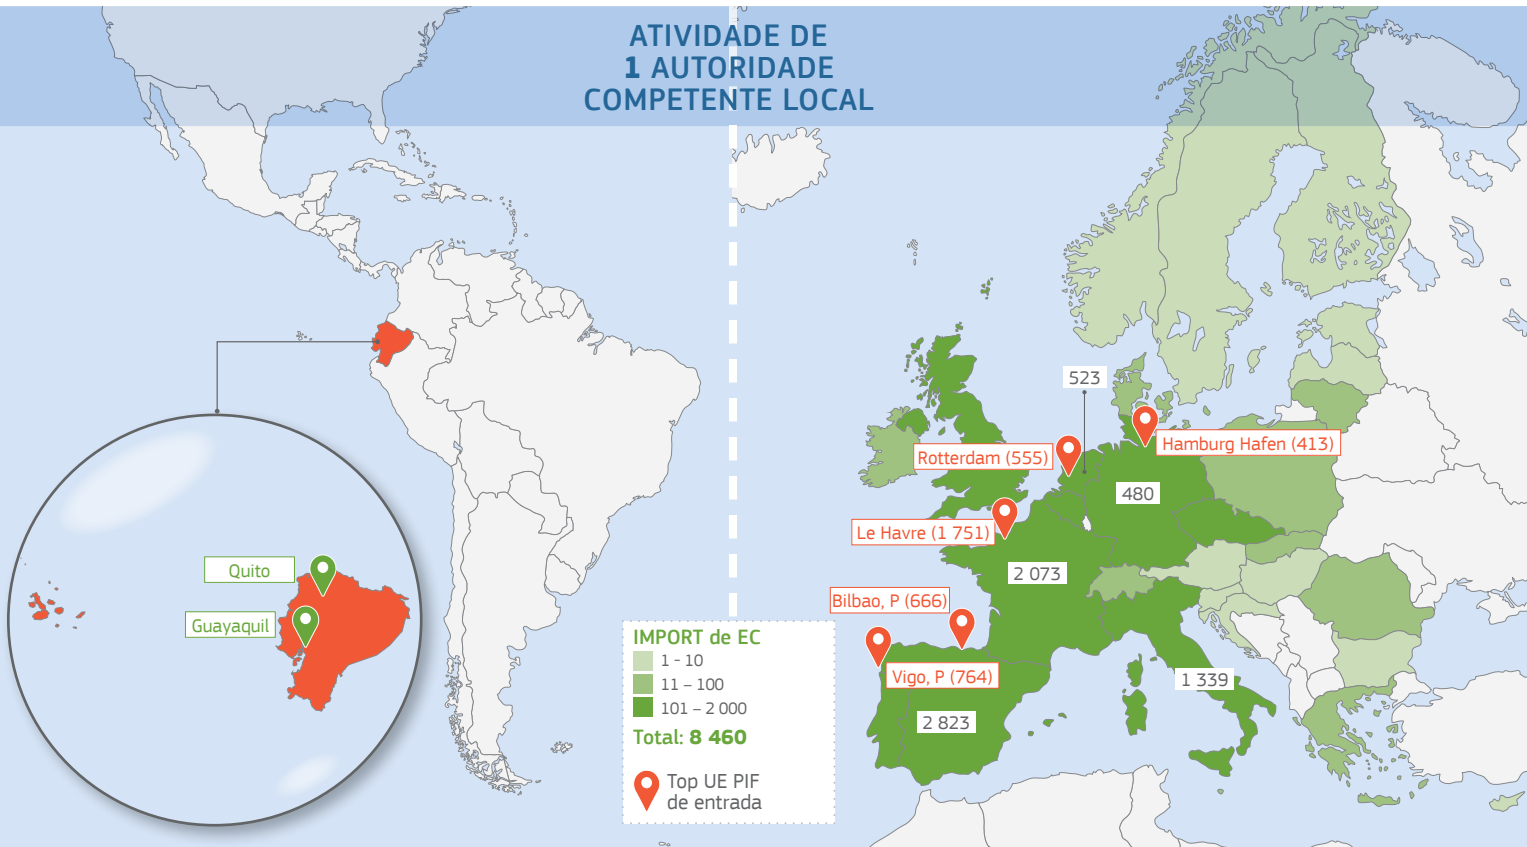 ATIVIDADE DE
1 AUTORIDADE
COMPETENTE LOCAL
523
Hamburg Hafen (413)
Rotterdam (555)
480
Le Havre (1 751)
2 073
Quito
Bilbao, P (666)
Guayaquil
Vigo, P (764)
1 339
2 823
IMPORT de EC
1 - 10
11 – 100
101 – 2 000
Total: 8 460
Top UE PIF
de entrada